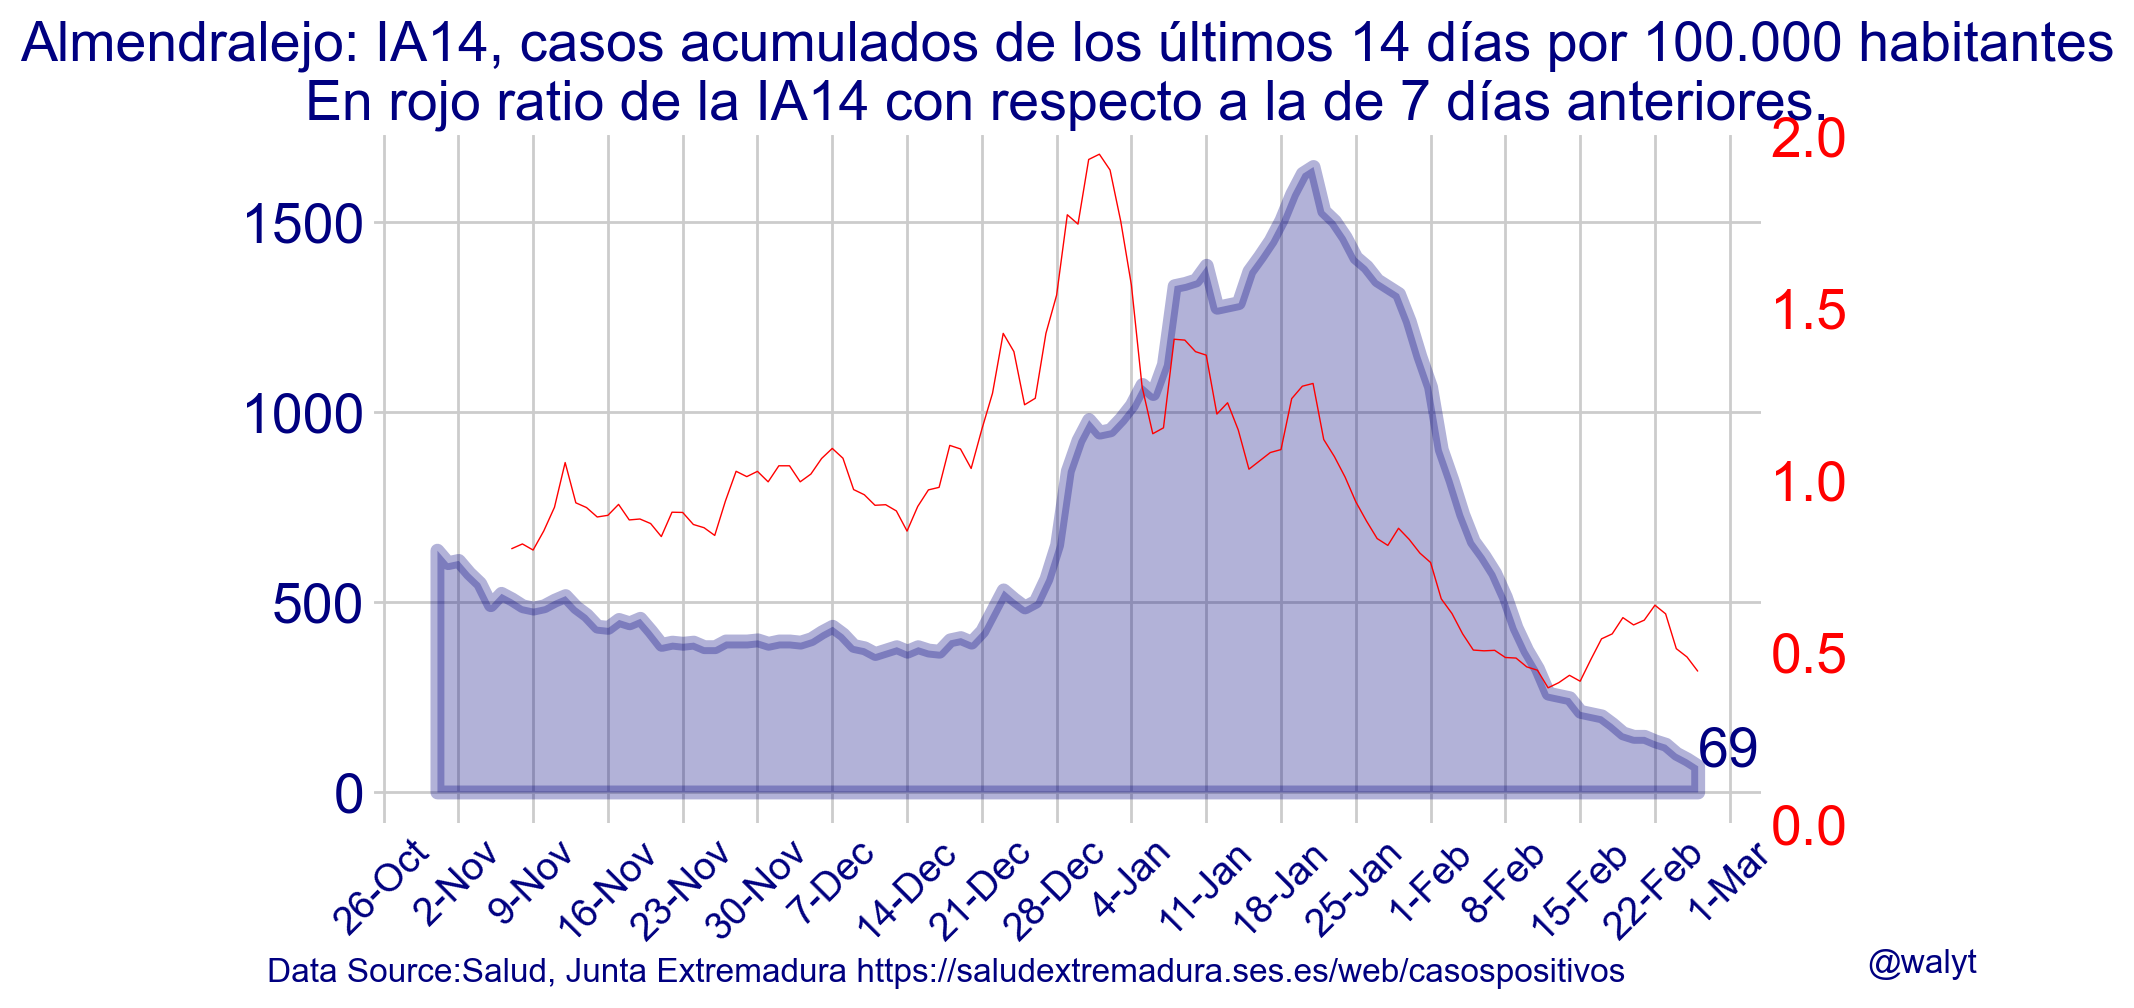 Almendralejo: IA14, casos acumulados de los últimos 14 días por 100.000 habitantes
En rojo ratio de la IA14 con respecto a la de 7 días anteriores.
2.0
1500
1.5
1000
1.0
500
0.5
69
0
0.0
26-Oct
2-Nov
9-Nov
16-Nov
23-Nov
30-Nov
7-Dec
14-Dec
21-Dec
28-Dec
4-Jan
11-Jan
18-Jan
25-Jan
1-Feb
8-Feb
15-Feb
22-Feb
1-Mar
Data Source:Salud, Junta Extremadura https://saludextremadura.ses.es/web/casospositivos
@walyt